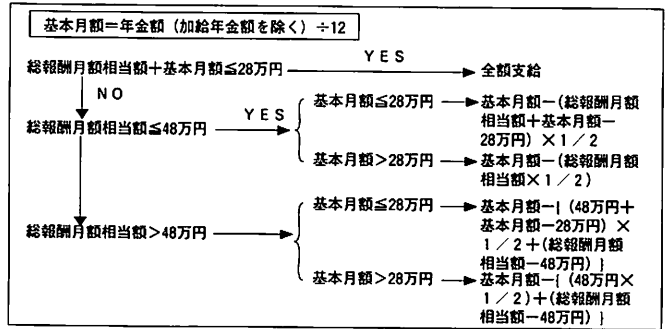 基本月額＝年金額（加給年金額を除く）÷12
YES
総報酬月額相当額＋基本月額≦28万円
全額支給
NO
YES
総報酬月額相当額≦48万円
基本月額≦28万円
基本月額－（総報酬月額
相当額＋基本月額－
28万円）×１／２
基本月額＞28万円
基本月額－（総報酬月額
相当額×１／２）
総報酬月額相当額＞48万円
基本月額≦28万円
基本月額－{（48万円＋
基本月額－28万円）×
１／２＋（総報酬月額
相当額－48万円）}
基本月額＞28万円
基本月額－{（48万円×
１／２）＋（総報酬月額
相当額－48万円）}